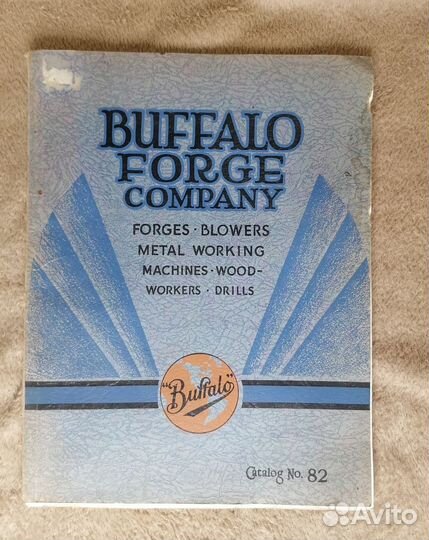 BUFFALO
FORGE
COMPANY
FORGES · BLOWERS
METAL WORKING
MACHINES · WOOD-
WORKERS · DRILLS
"Buffalo"
Catalog No. 82
Avito